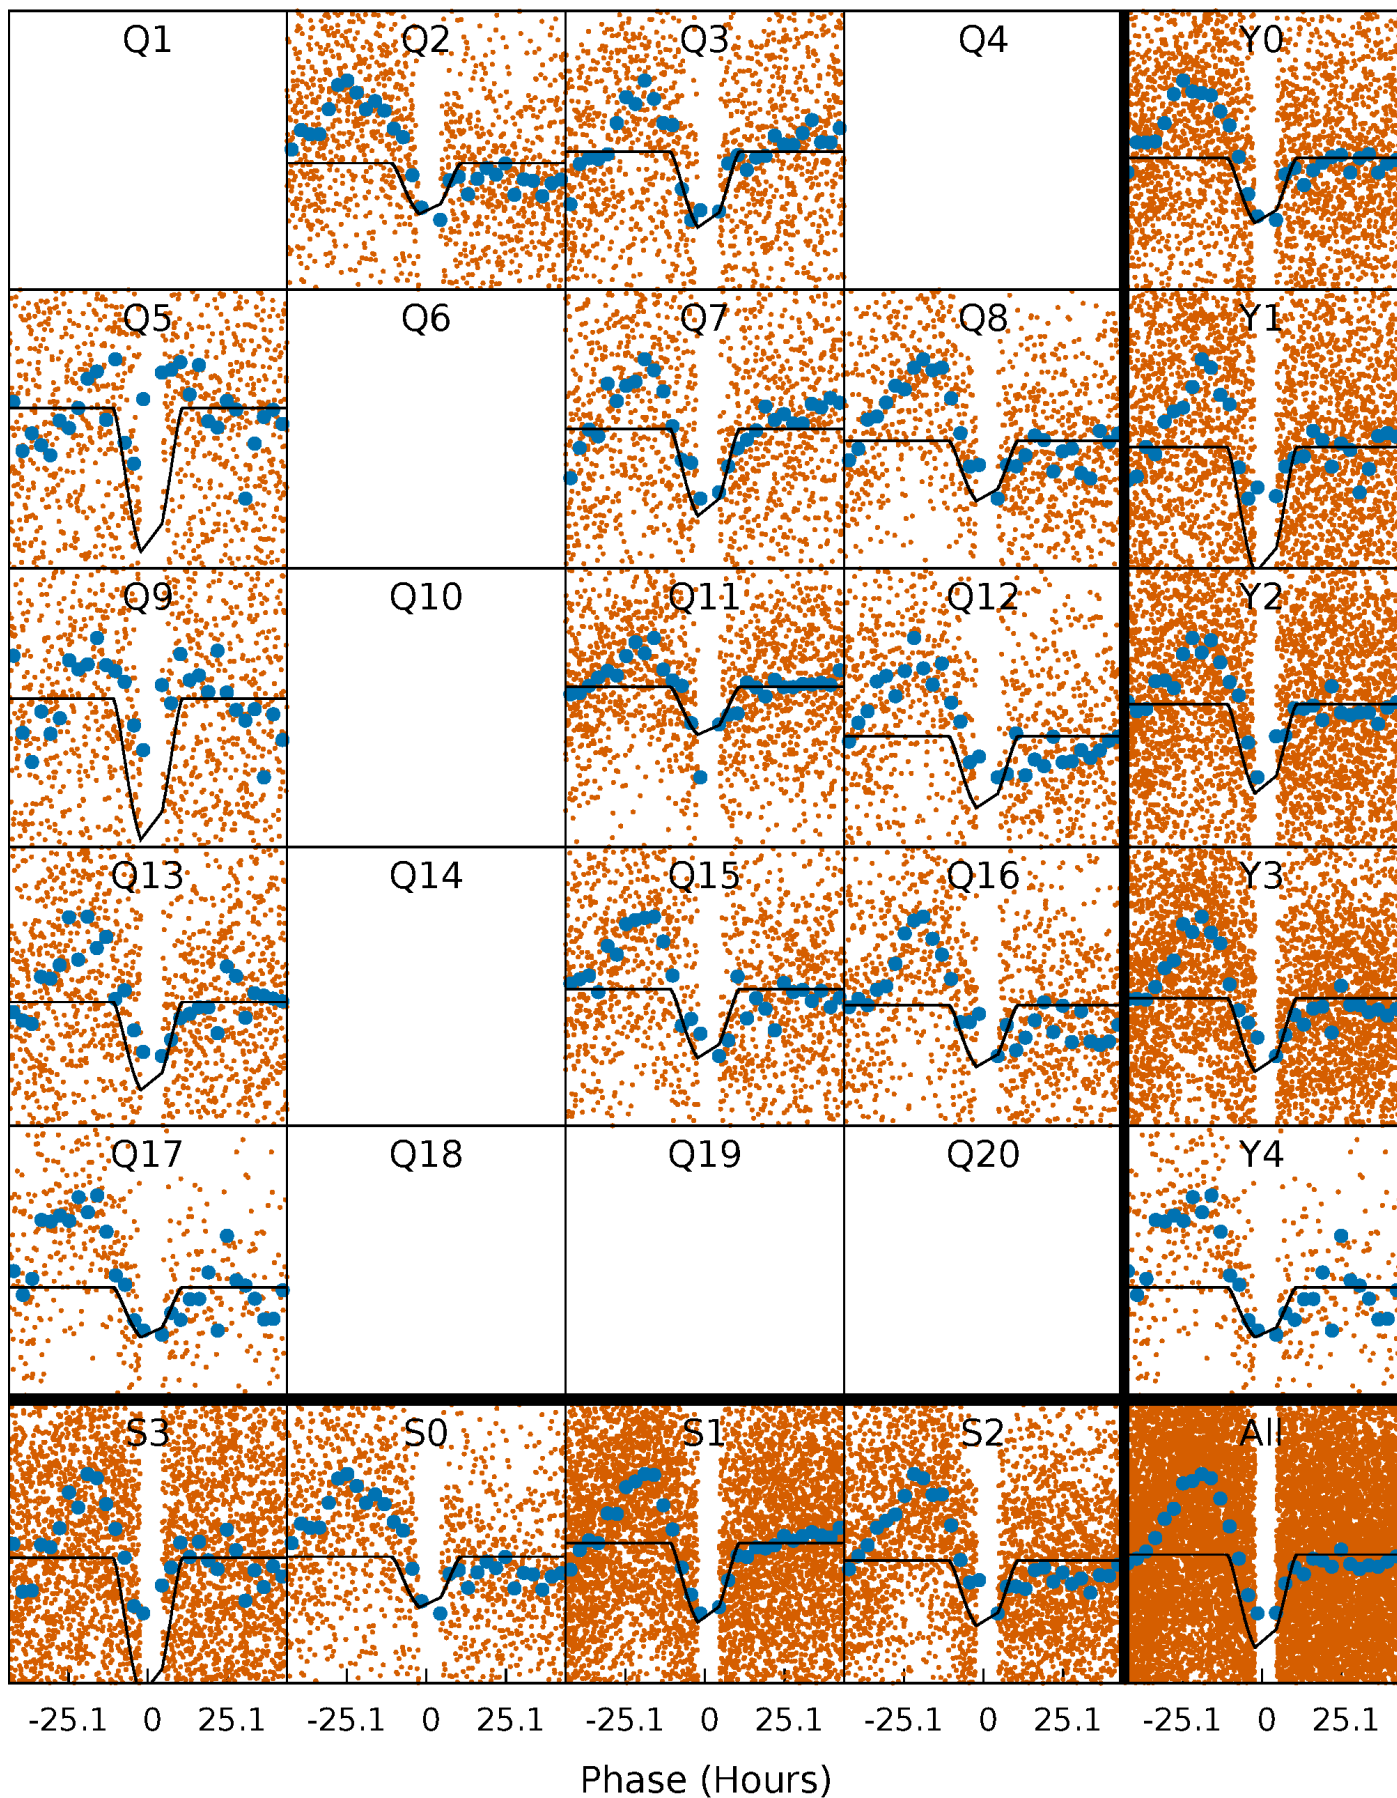 Q1 Q2 Q3 Q4 Y0
Q5 Q6 Q7 Q8 Y1
Q9 Q10 Q11 Q12 Y2
Q13 Q14 Q15 Q16 Y3
Q17 Q18 Q19 Q20 Y4
S3 S0 S1 S2 All
-25.1 0 25.1 -25.1 0 25.1 -25.1 0 25.1 -25.1 0 25.1 -25.1 0 25.1
Phase (Hours)